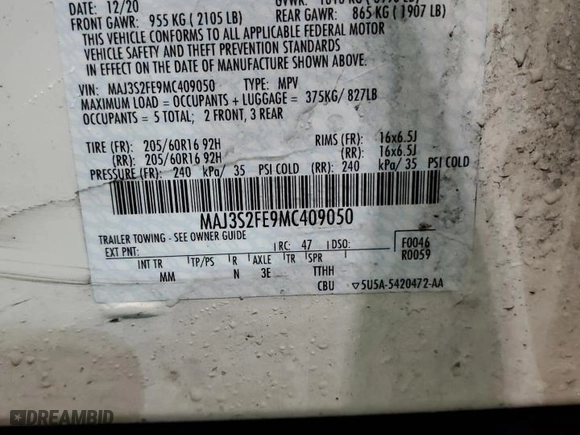 DATE: 12/20
FRONT GAWR: 955 KG ( 2105 LB)
REAR GAWR: 865 KG ( 1907 LB)
THIS VEHICLE CONFORMS TO ALL APPLICABLE FEDERAL MOTOR
VEHICLE SAFETY AND BUMPER STANDARDS
IN EFFECT ON THE DATE OF MANUFACTURE SHOWN ABOVE.
VIN: MAJ3S2FE9MC409050 TYPE: MPV
MAXIMUM LOAD = OCCUPANTS + LUGGAGE = 375KG/ 827LB
OCCUPANTS = 5 TOTAL; 2 FRONT, 3 REAR
TIRE (FR): 205/60R16 92H RIMS (FR): 16x6.5J
(RR): 205/60R16 92H (RR): 16x6.5J
PRESSURE (FR): 240 kPa/ 35 PSI COLD (RR): 240 kPa/ 35 PSI COLD
MAJ3S2FE9MC409050
TRAILER TOWING - SEE OWNER GUIDE
EXT PNT: RC: 47 DSO: F0046
R0059
INT TR TP/PS R AXLE TR SPR
MM N 3E TTHH
CBU ▽5U5A-5420472-AA
DREAMBID